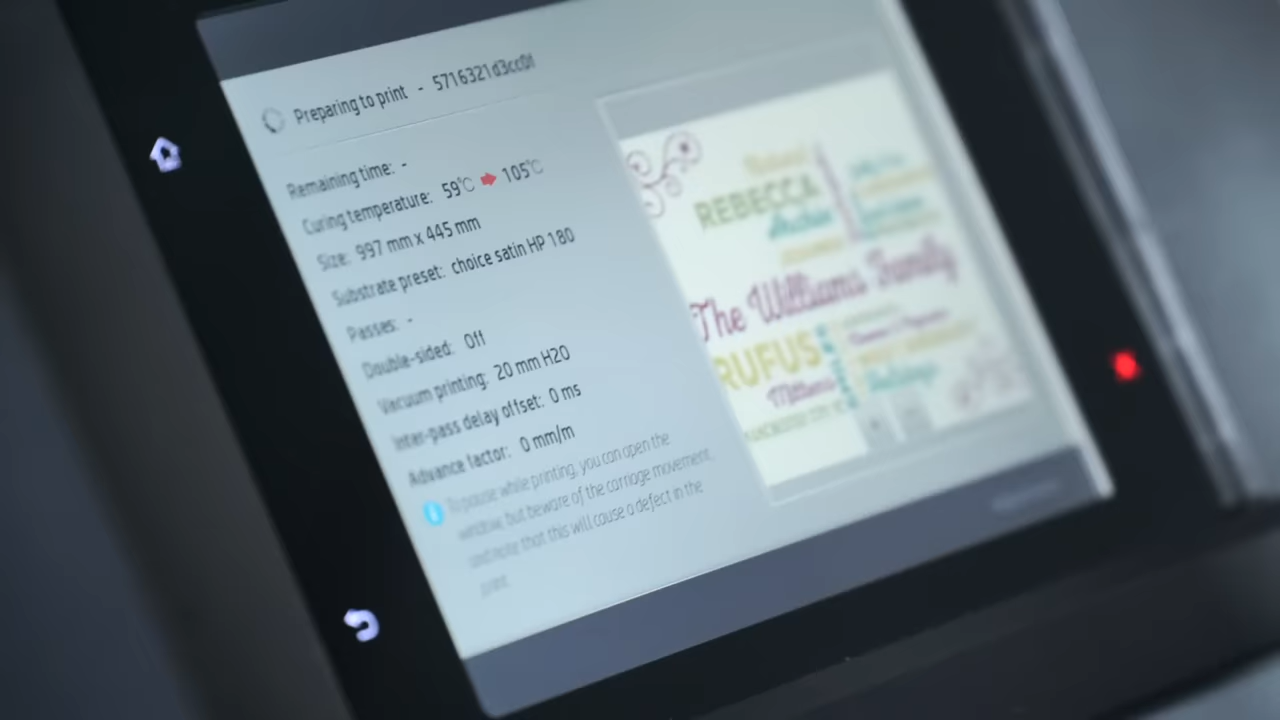 Preparing to print - 5716321d3cc0f
Remaining time: -
Curing temperature: 59°C 105°C
Size: 997 mm x 445 mm
Substrate preset: choice satin HP 180
Passes: -
Double-sided: Off
Vacuum printing: 20 mm H2O
Inter-pass delay offset: 0 ms
Advance factor: 0 mm/m
To pause while printing, you can open the
window, but beware of the carriage movement
and note that this will cause a defect in the
print.
REBECCA
The Williams Family
RUFUS